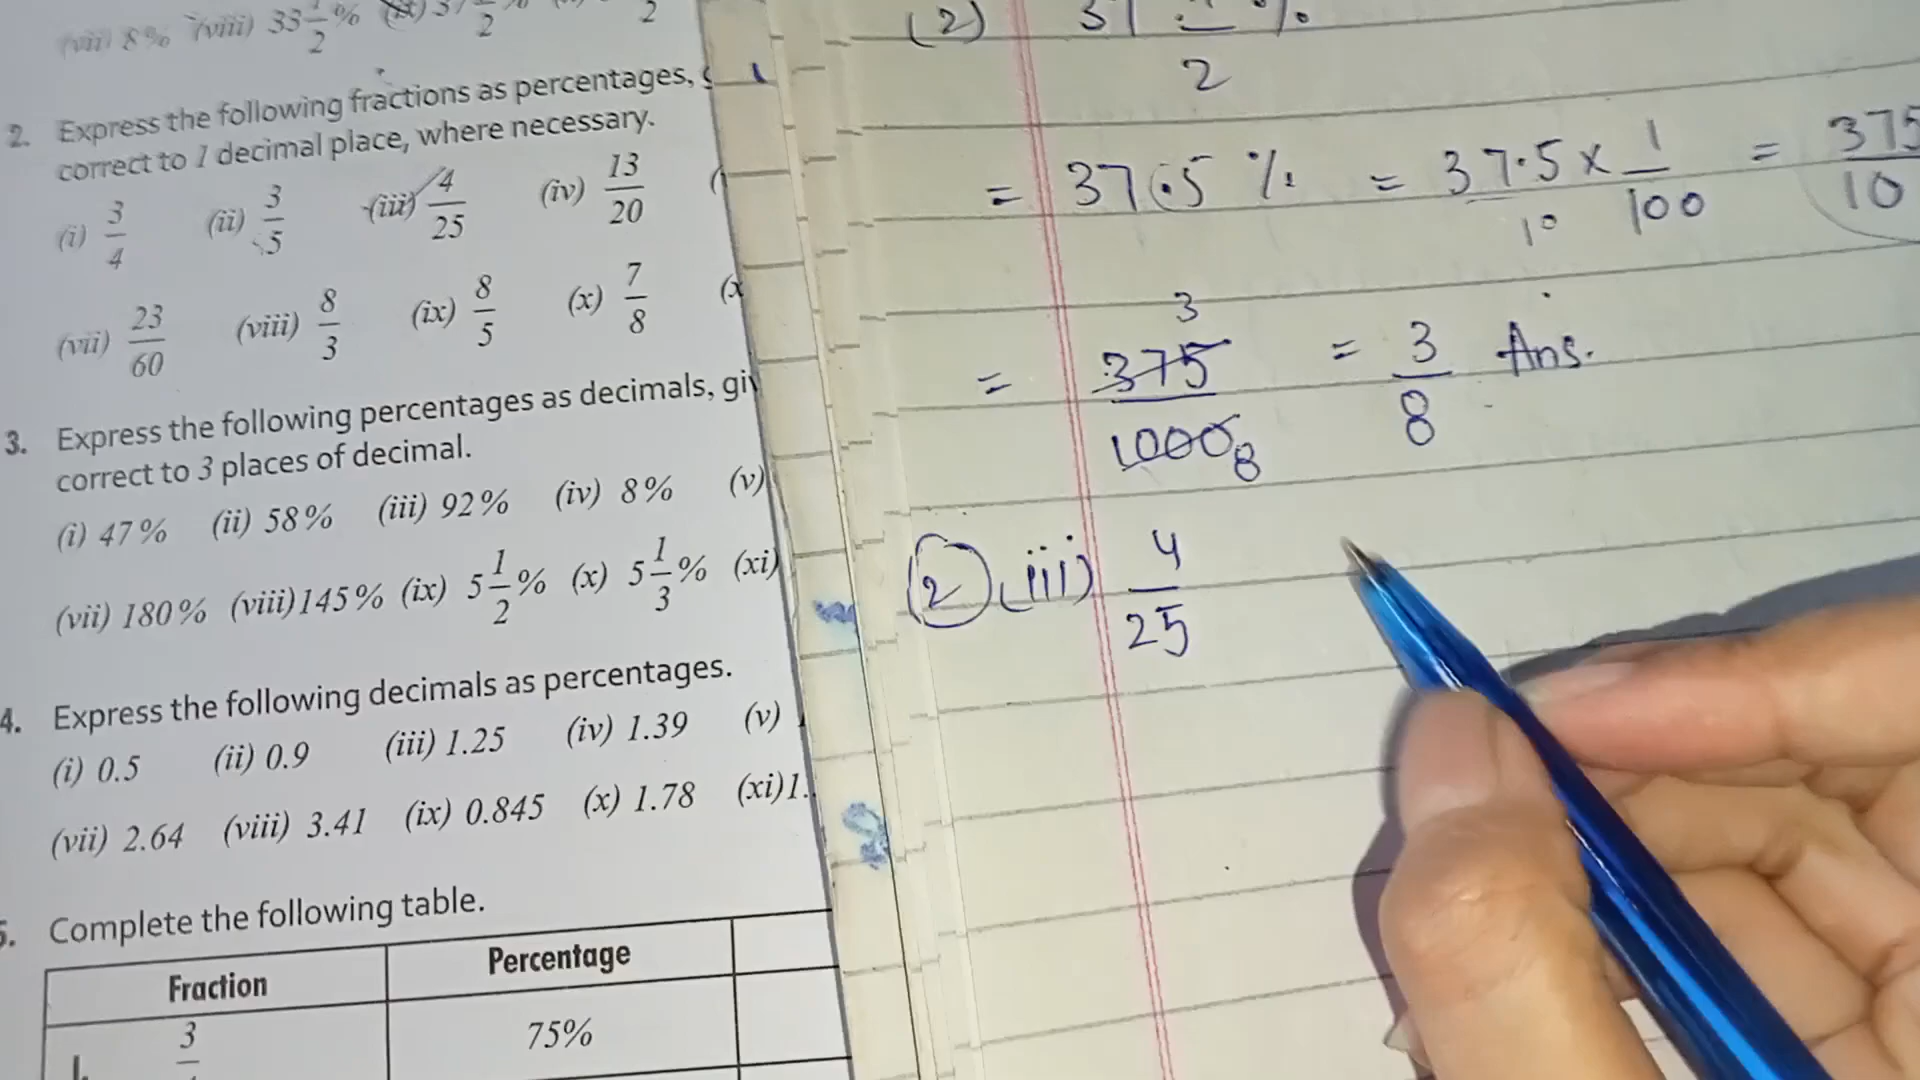 (vii) 8% (viii) 33 1/2 %
2. Express the following fractions as percentages,
correct to 1 decimal place, where necessary.
(i) 3/4 (ii) 3/5 (iii) 4/25 (iv) 13/20 (
(vii) 23/60 (viii) 8/3 (ix) 8/5 (x) 7/8 (x
3. Express the following percentages as decimals, giv
correct to 3 places of decimal.
(i) 47% (ii) 58% (iii) 92% (iv) 8% (v)
(vii) 180% (viii)145% (ix) 5 1/2 % (x) 5 1/3 % (xi)
4. Express the following decimals as percentages.
(i) 0.5 (ii) 0.9 (iii) 1.25 (iv) 1.39 (v)
(vii) 2.64 (viii) 3.41 (ix) 0.845 (x) 1.78 (xi)1.
5. Complete the following table.
Fraction Percentage
3 75%
= 37.5 % = 37.5/10 × 1/100 = 375/10
= 375/1000 3 8 = 3/8 Ans.
(2) (iii) 4/25